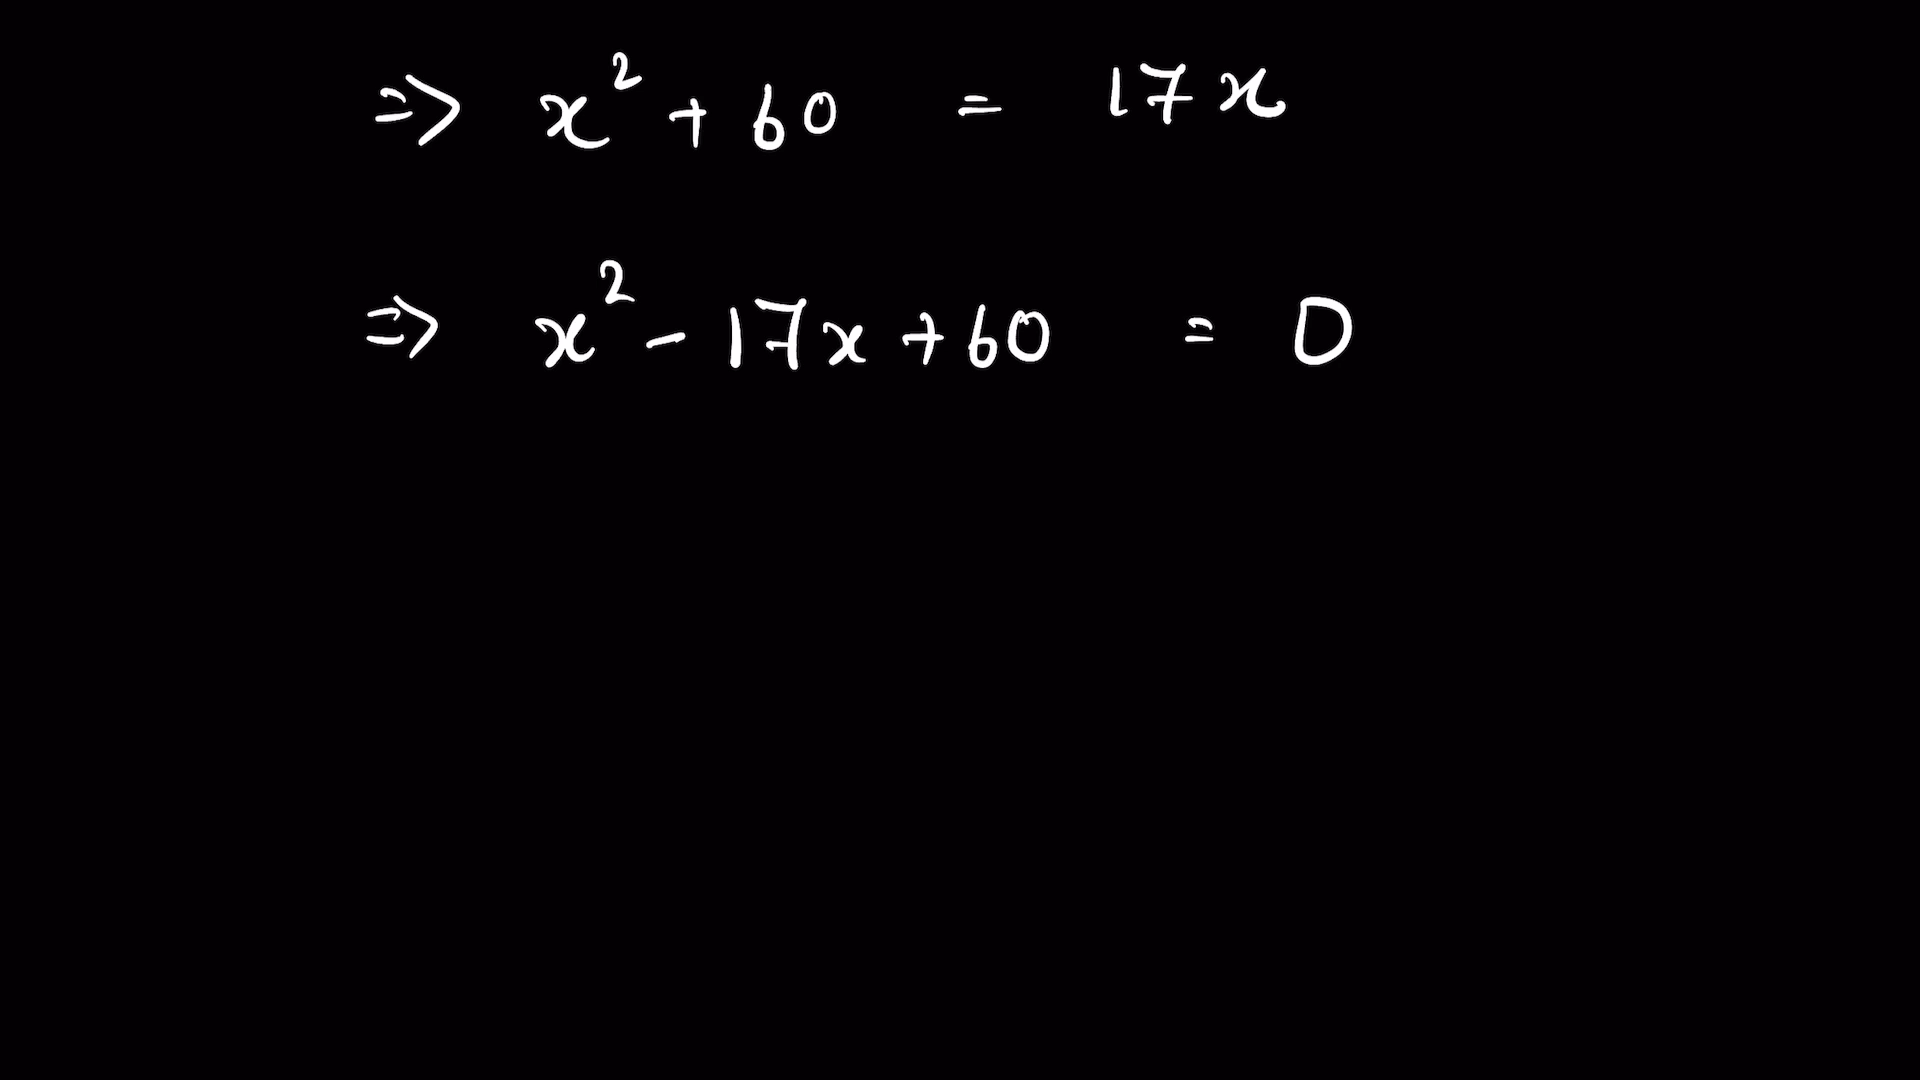 ⇒ x² + 60 = 17x
⇒ x² - 17x + 60 = 0